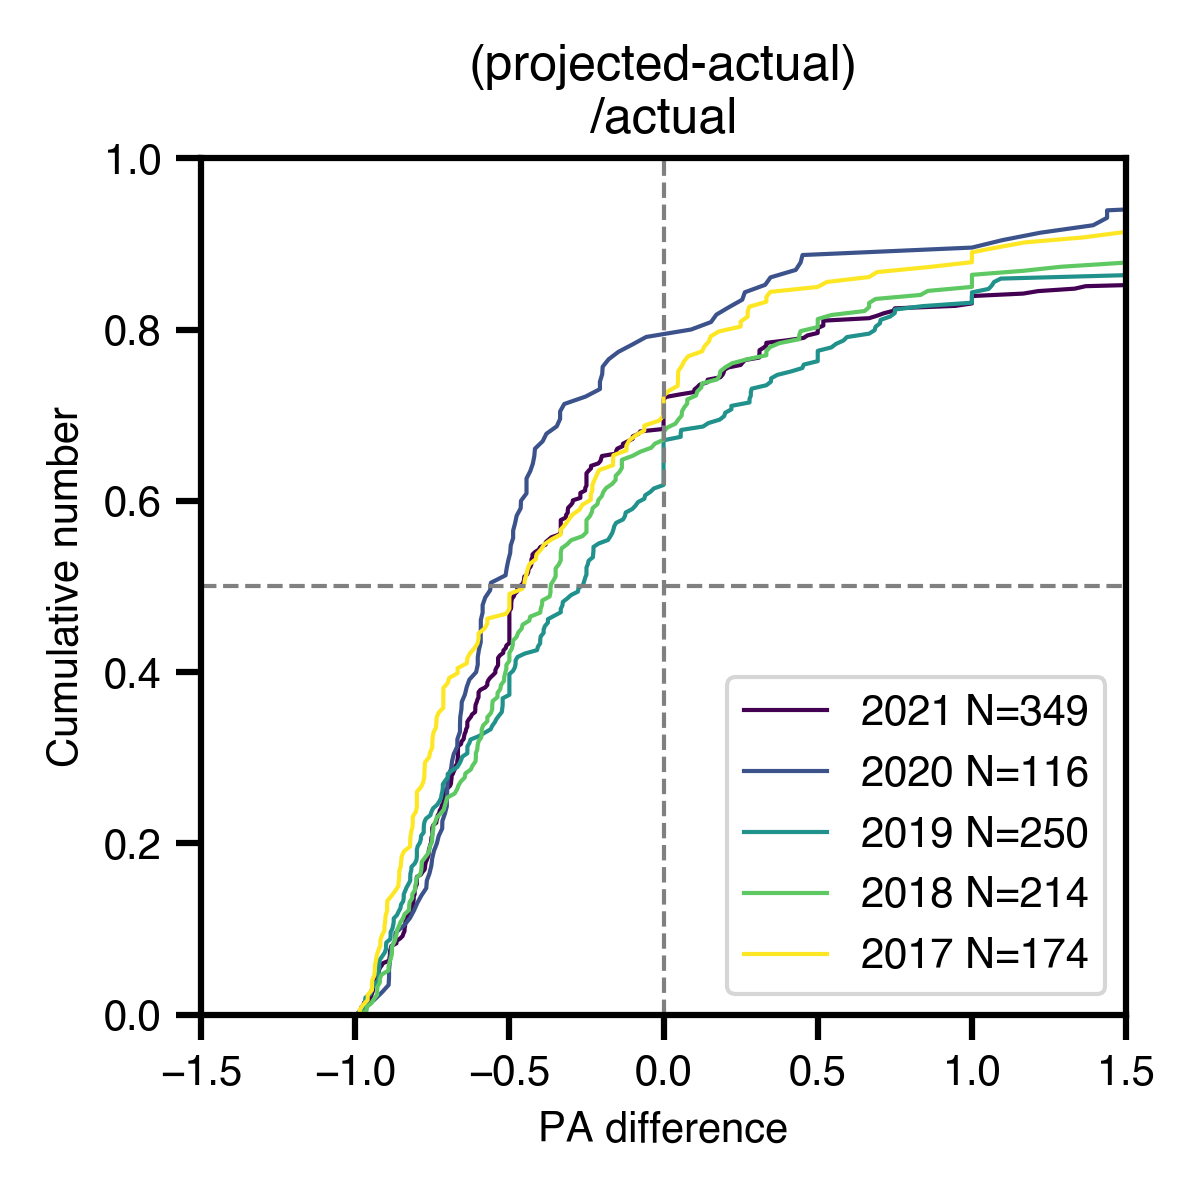 (projected-actual)
/actual
1.0
0.8
0.6
0.4
0.2
0.0
Cumulative number
2021 N=349
2020 N=116
2019 N=250
2018 N=214
2017 N=174
−1.5 −1.0 −0.5 0.0 0.5 1.0 1.5
PA difference